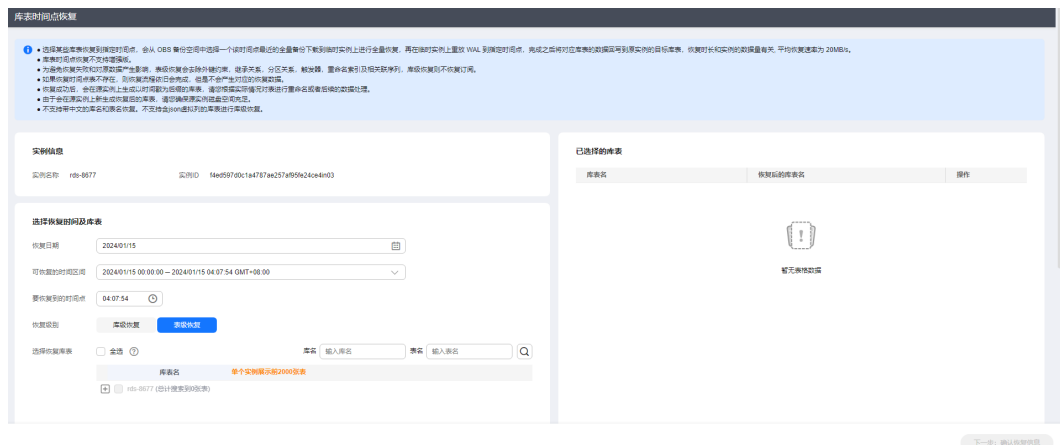 库表时间点恢复
● 选择某些库表恢复到指定时间点，会从 OBS 备份空间中选择一个该时间点最近的全量备份下载到临时实例上进行全量恢复，再在临时实例上重放 WAL 到指定时间点，完成之后将对应库表的数据回写到原实例的目标库表，恢复时长和实例的数据量有关, 平均恢复速率为 20MB/s。
● 库表时间点恢复不支持增强版。
● 为避免恢复失败和对原数据产生影响，表级恢复会去除外键约束，继承关系，分区关系，触发器，重命名索引及相关联序列，库级恢复则不恢复订阅。
● 如果恢复时间点表不存在，则恢复流程依旧会完成，但是不会产生对应的恢复数据。
● 恢复成功后，会在源实例上生成以时间戳为后缀的库表，请您根据实际情况对表进行重命名或者后续的数据处理。
● 由于会在源实例上新生成恢复后的库表，请您确保源实例磁盘空间充足。
● 不支持带中文的库名和表名恢复。不支持含json虚拟列的库表进行库级恢复。
实例信息
实例名称 rds-8677 实例ID f4ed597d0c1a4787ae257af95fe24ce4in03
选择恢复时间及库表
恢复日期 2024/01/15
可恢复的时间区间 2024/01/15 00:00:00 -- 2024/01/15 04:07:54 GMT+08:00
要恢复到的时间点 04:07:54
恢复级别 库级恢复 表级恢复
选择恢复库表 全选 库名 输入库名 表名 输入表名
库表名 单个实例展示前2000张表
rds-8677 (总计搜索到0张表)
已选择的库表
库表名 恢复后的库表名 操作
暂无表格数据
下一步：确认恢复信息